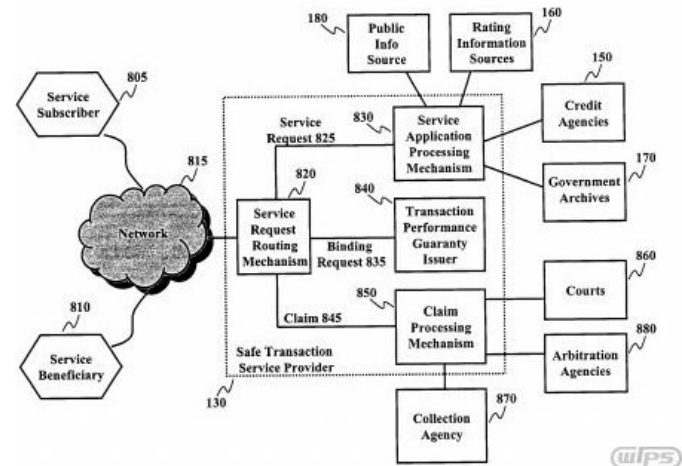 180
Public
Info
Source
Rating
Information
Sources
160
150
Credit
Agencies
805
Service
Subscriber
Service
Request 825
830
Service
Application
Processing
Mechanism
170
Government
Archives
815
Network
820
Service
Request
Routing
Mechanism
840
Transaction
Performance
Guaranty
Issuer
Binding
Request 835
860
Courts
850
Claim
Processing
Mechanism
Claim 845
880
Arbitration
Agencies
810
Service
Beneficiary
Safe Transaction
Service Provider
130
870
Collection
Agency
wips